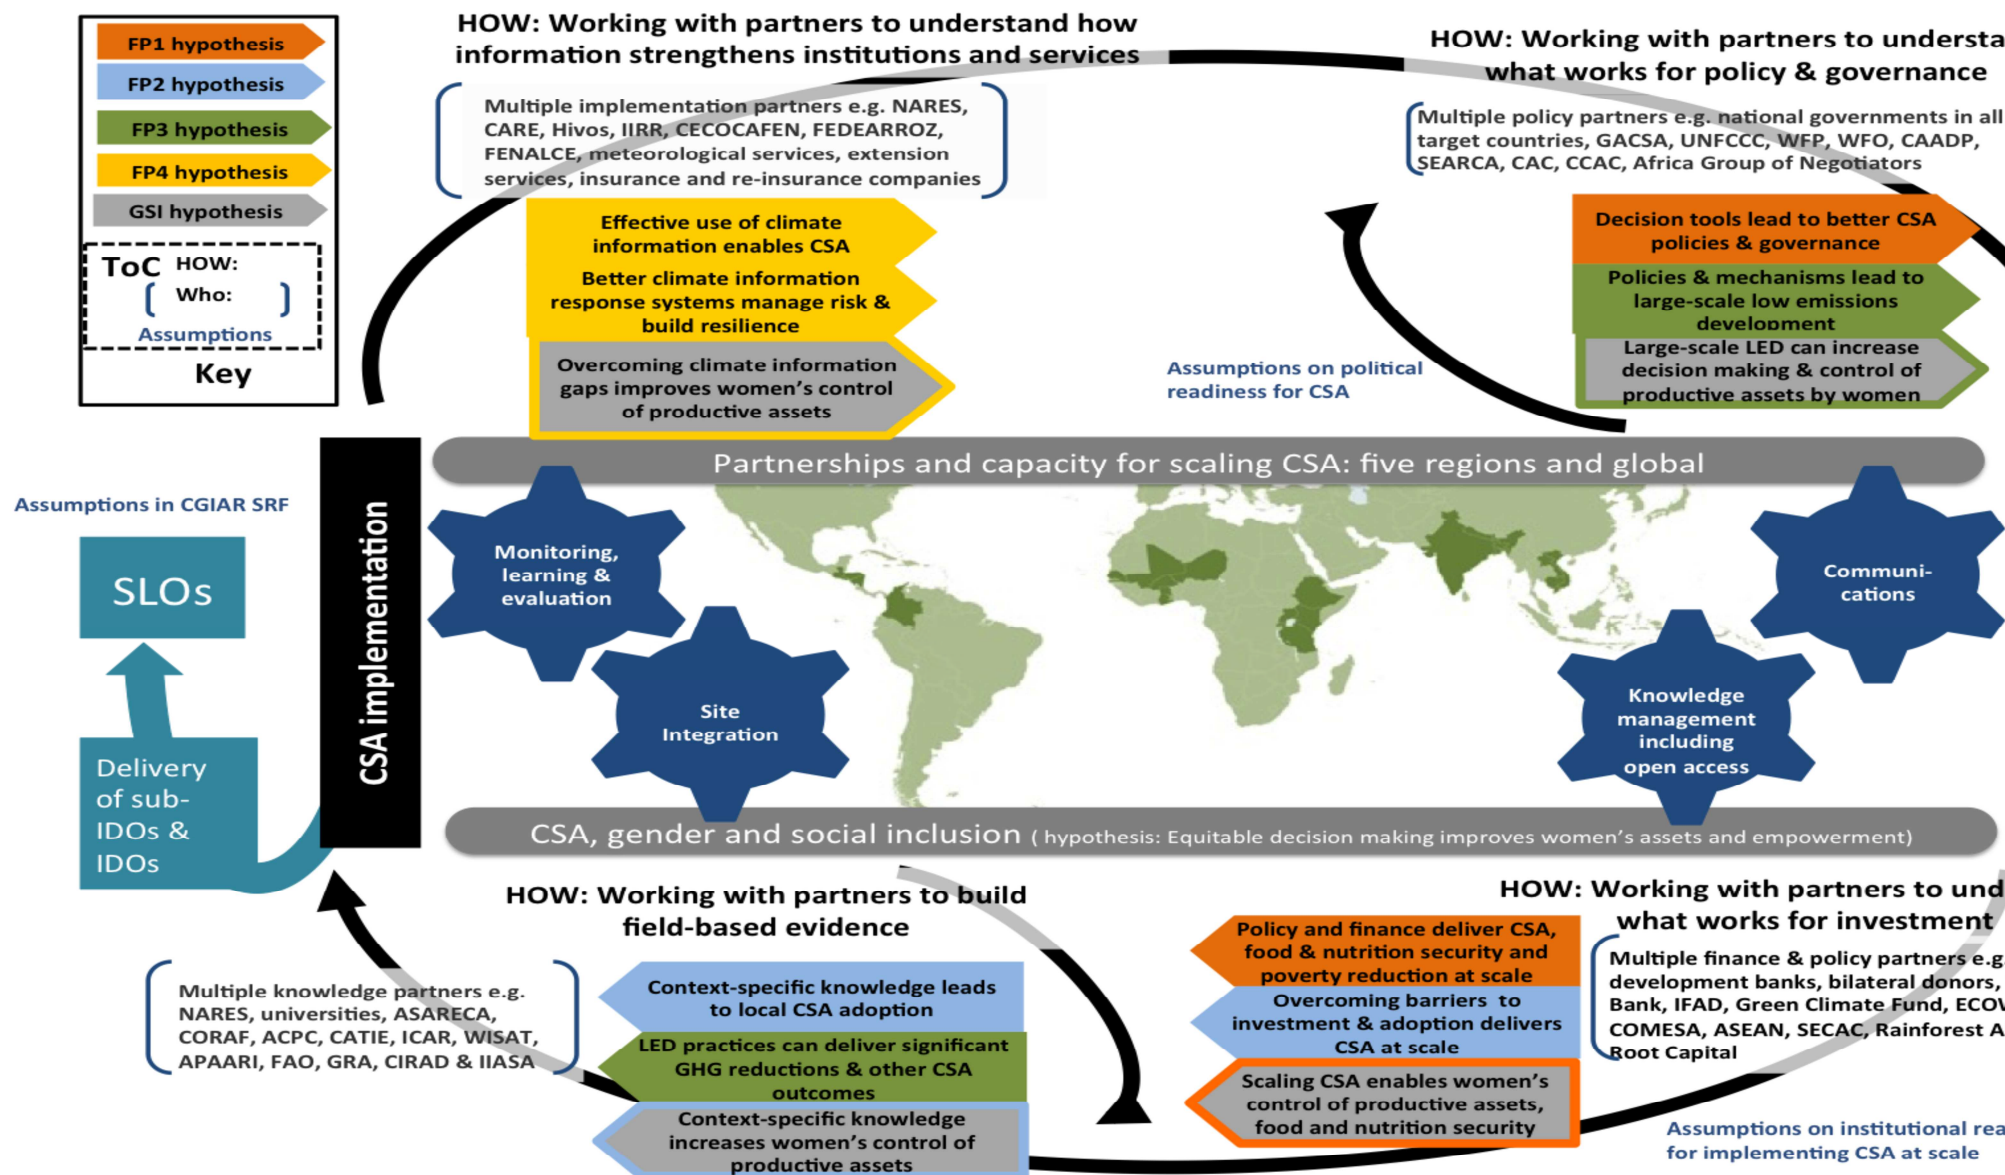 FP1 hypothesis
FP2 hypothesis
FP3 hypothesis
FP4 hypothesis
GSI hypothesis
ToC HOW:
Who:
Assumptions
Key
HOW: Working with partners to understand how
information strengthens institutions and services
Multiple implementation partners e.g. NARES,
CARE, Hivos, IIRR, CECOCAFEN, FEDEARROZ,
FENALCE, meteorological services, extension
services, insurance and re-insurance companies
Effective use of climate
information enables CSA
Better climate information
response systems manage risk &
build resilience
Overcoming climate information
gaps improves women's control
of productive assets
HOW: Working with partners to understa
what works for policy & governance
Multiple policy partners e.g. national governments in all
target countries, GACSA, UNFCCC, WFP, WFO, CAADP,
SEARCA, CAC, CCAC, Africa Group of Negotiators
Decision tools lead to better CSA
policies & governance
Policies & mechanisms lead to
large-scale low emissions
development
Large-scale LED can increase
decision making & control of
productive assets by women
Assumptions on political
readiness for CSA
Partnerships and capacity for scaling CSA: five regions and global
Assumptions in CGIAR SRF
SLOs
Delivery
of sub-
IDOs &
IDOs
CSA implementation
Monitoring,
learning &
evaluation
Site
Integration
Communi-
cations
Knowledge
management
including
open access
CSA, gender and social inclusion ( hypothesis: Equitable decision making improves women's assets and empowerment)
HOW: Working with partners to build
field-based evidence
Multiple knowledge partners e.g.
NARES, universities, ASARECA,
CORAF, ACPC, CATIE, ICAR, WISAT,
APAARI, FAO, GRA, CIRAD & IIASA
Context-specific knowledge leads
to local CSA adoption
LED practices can deliver significant
GHG reductions & other CSA
outcomes
Context-specific knowledge
increases women's control of
productive assets
HOW: Working with partners to und
what works for investment
Policy and finance deliver CSA,
food & nutrition security and
poverty reduction at scale
Overcoming barriers to
investment & adoption delivers
CSA at scale
Scaling CSA enables women's
control of productive assets,
food and nutrition security
Multiple finance & policy partners e.g.
development banks, bilateral donors,
Bank, IFAD, Green Climate Fund, ECOW
COMESA, ASEAN, SECAC, Rainforest A
Root Capital
Assumptions on institutional rea
for implementing CSA at scale